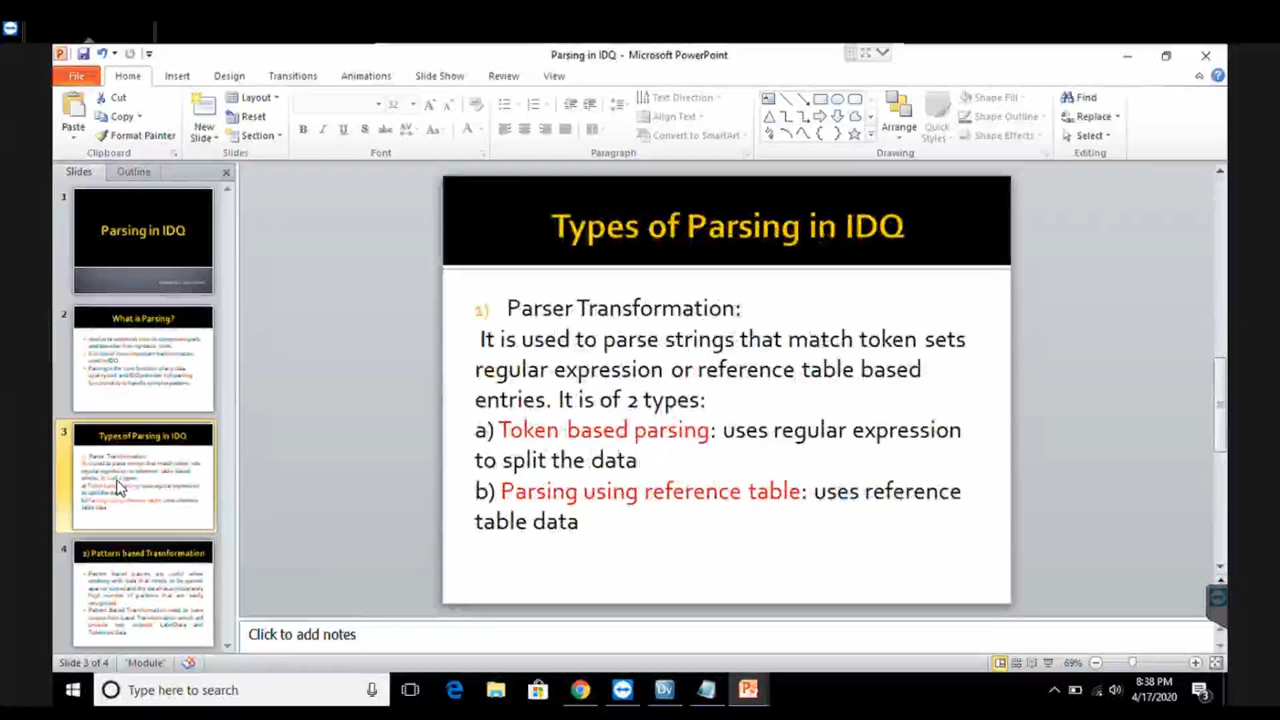 Parsing in IDQ - Microsoft PowerPoint
File Home Insert Design Transitions Animations Slide Show Review View
Cut
Copy
Format Painter
Paste
Clipboard
New
Slide
Layout
Reset
Section
Slides
32
B I U S abc AV Aa A
Font
Text Direction
Align Text
Convert to SmartArt
Paragraph
Arrange
Quick
Styles
Shape Fill
Shape Outline
Shape Effects
Drawing
Find
Replace
Select
Editing
Slides Outline
1
Parsing in IDQ
2
What is Parsing?
3
Types of Parsing in IDQ
4
2) Pattern based Transformation
Types of Parsing in IDQ
1) Parser Transformation:
It is used to parse strings that match token sets
regular expression or reference table based
entries. It is of 2 types:
a) Token based parsing: uses regular expression
to split the data
b) Parsing using reference table: uses reference
table data
Click to add notes
Slide 3 of 4 'Module' 69%
Type here to search
Dv
8:38 PM
4/17/2020
3